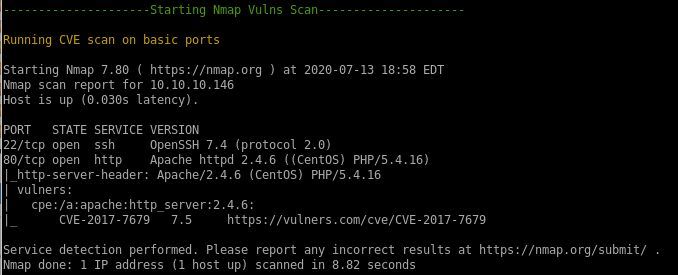 ---------------------Starting Nmap Vulns Scan---------------------
Running CVE scan on basic ports
Starting Nmap 7.80 ( https://nmap.org ) at 2020-07-13 18:58 EDT
Nmap scan report for 10.10.10.146
Host is up (0.030s latency).
PORT   STATE SERVICE VERSION
22/tcp open  ssh     OpenSSH 7.4 (protocol 2.0)
80/tcp open  http    Apache httpd 2.4.6 ((CentOS) PHP/5.4.16)
|_http-server-header: Apache/2.4.6 (CentOS) PHP/5.4.16
| vulners:
|   cpe:/a:apache:http_server:2.4.6:
|_      CVE-2017-7679   7.5     https://vulners.com/cve/CVE-2017-7679
Service detection performed. Please report any incorrect results at https://nmap.org/submit/ .
Nmap done: 1 IP address (1 host up) scanned in 8.82 seconds